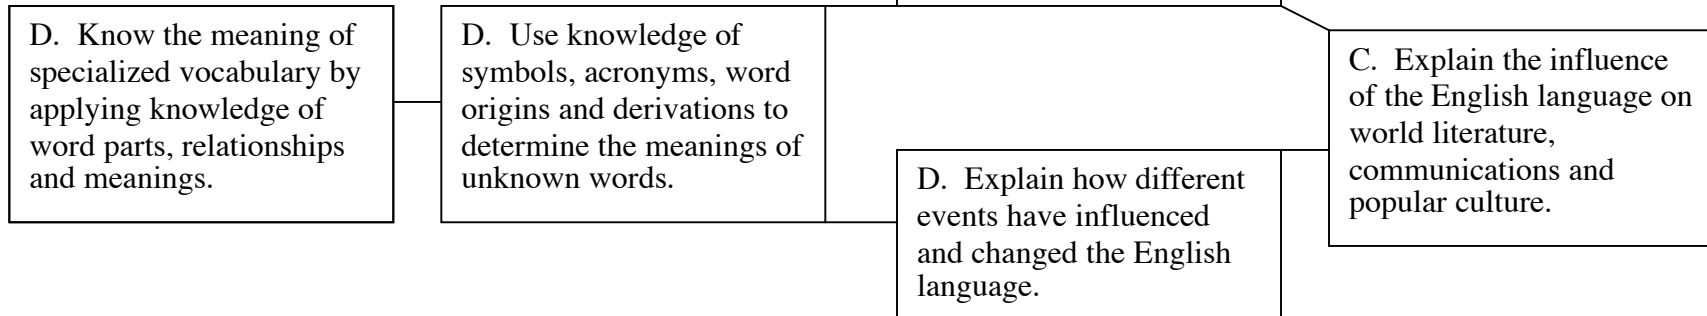 D. Know the meaning of
specialized vocabulary by
applying knowledge of
word parts, relationships
and meanings.
D. Use knowledge of
symbols, acronyms, word
origins and derivations to
determine the meanings of
unknown words.
D. Explain how different
events have influenced
and changed the English
language.
C. Explain the influence
of the English language on
world literature,
communications and
popular culture.